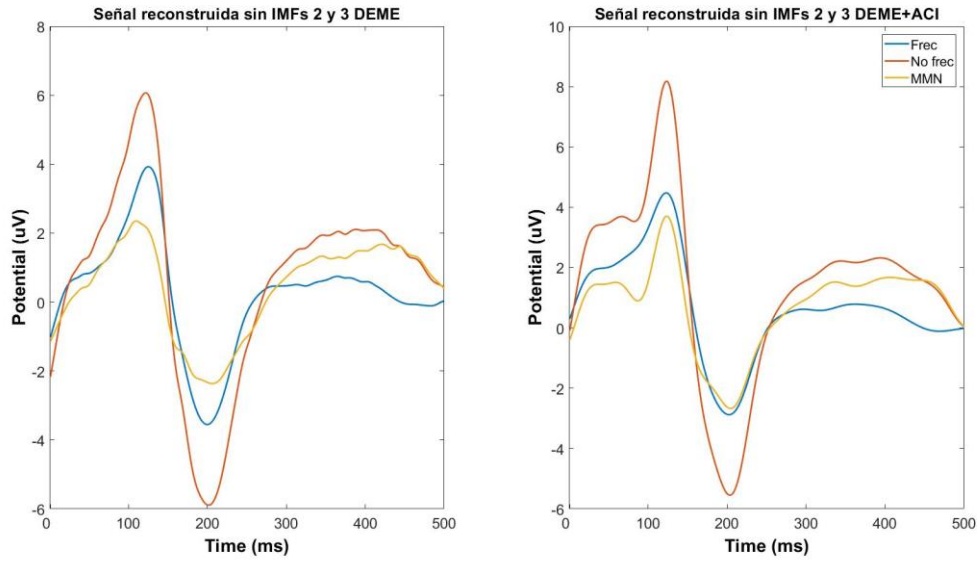 Señal reconstruida sin IMFs 2 y 3 DEME
8
6
4
2
0
-2
-4
-6
Potential (uV)
0 100 200 300 400 500
Time (ms)
Señal reconstruida sin IMFs 2 y 3 DEME+ACI
10
8
6
4
2
0
-2
-4
-6
Potential (uV)
0 100 200 300 400 500
Time (ms)
Frec
No frec
MMN